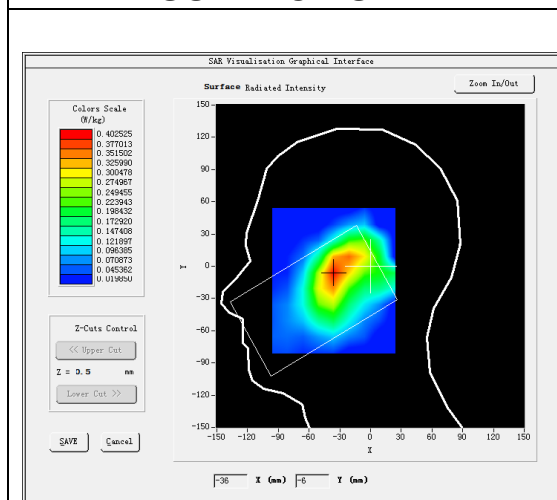 SAR Visualisation Graphical Interface
Surface Radiated Intensity
Zoom In/Out
Colors Scale
(W/kg)
0.402525
0.377013
0.351502
0.325990
0.300478
0.274967
0.249455
0.223943
0.198432
0.172920
0.147408
0.121897
0.096385
0.070873
0.045362
0.019850
150
120
90
60
30
0
-30
-60
-90
-120
-150
Y
-150 -120 -90 -60 -30 0 30 60 90 120 150
X
Z-Cuts Control
<< Upper Cut
Z = 3.5 mm
Lower Cut >>
SAVE Cancel
-36 X (mm) -6 Y (mm)